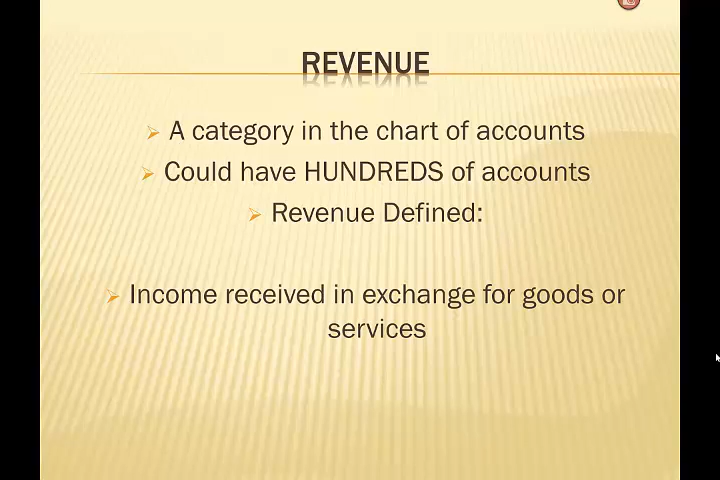 REVENUE
A category in the chart of accounts
Could have HUNDREDS of accounts
Revenue Defined:
Income received in exchange for goods or
services